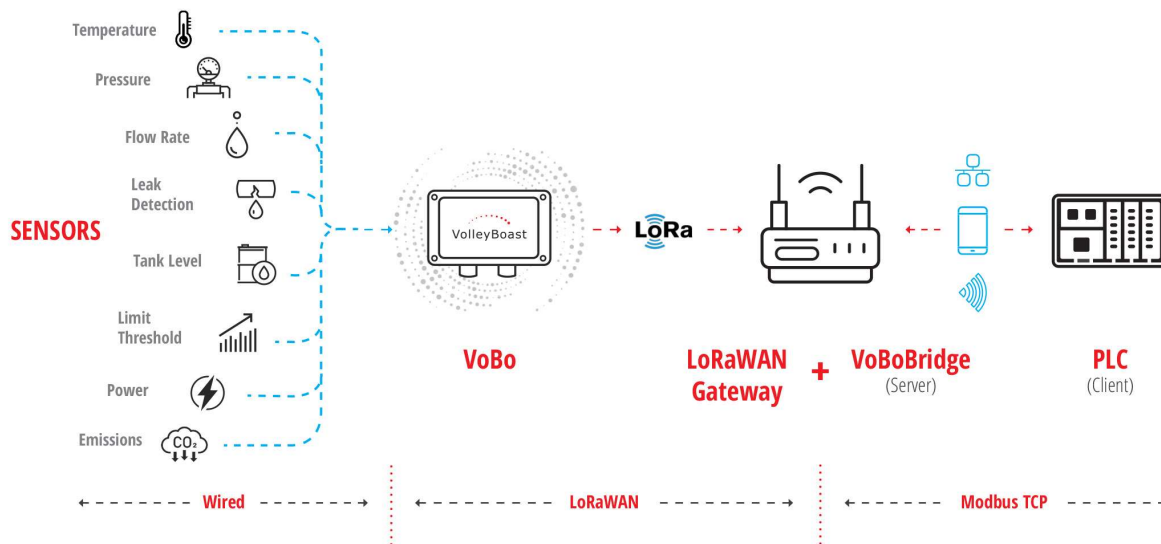 Temperature
Pressure
Flow Rate
Leak
Detection
SENSORS
Tank Level
Limit
Threshold
Power
Emissions
CO₂
VolleyBoast
LoRa
VoBo
LoRaWAN
Gateway
+
VoBoBridge
(Server)
PLC
(Client)
Wired
LoRaWAN
Modbus TCP